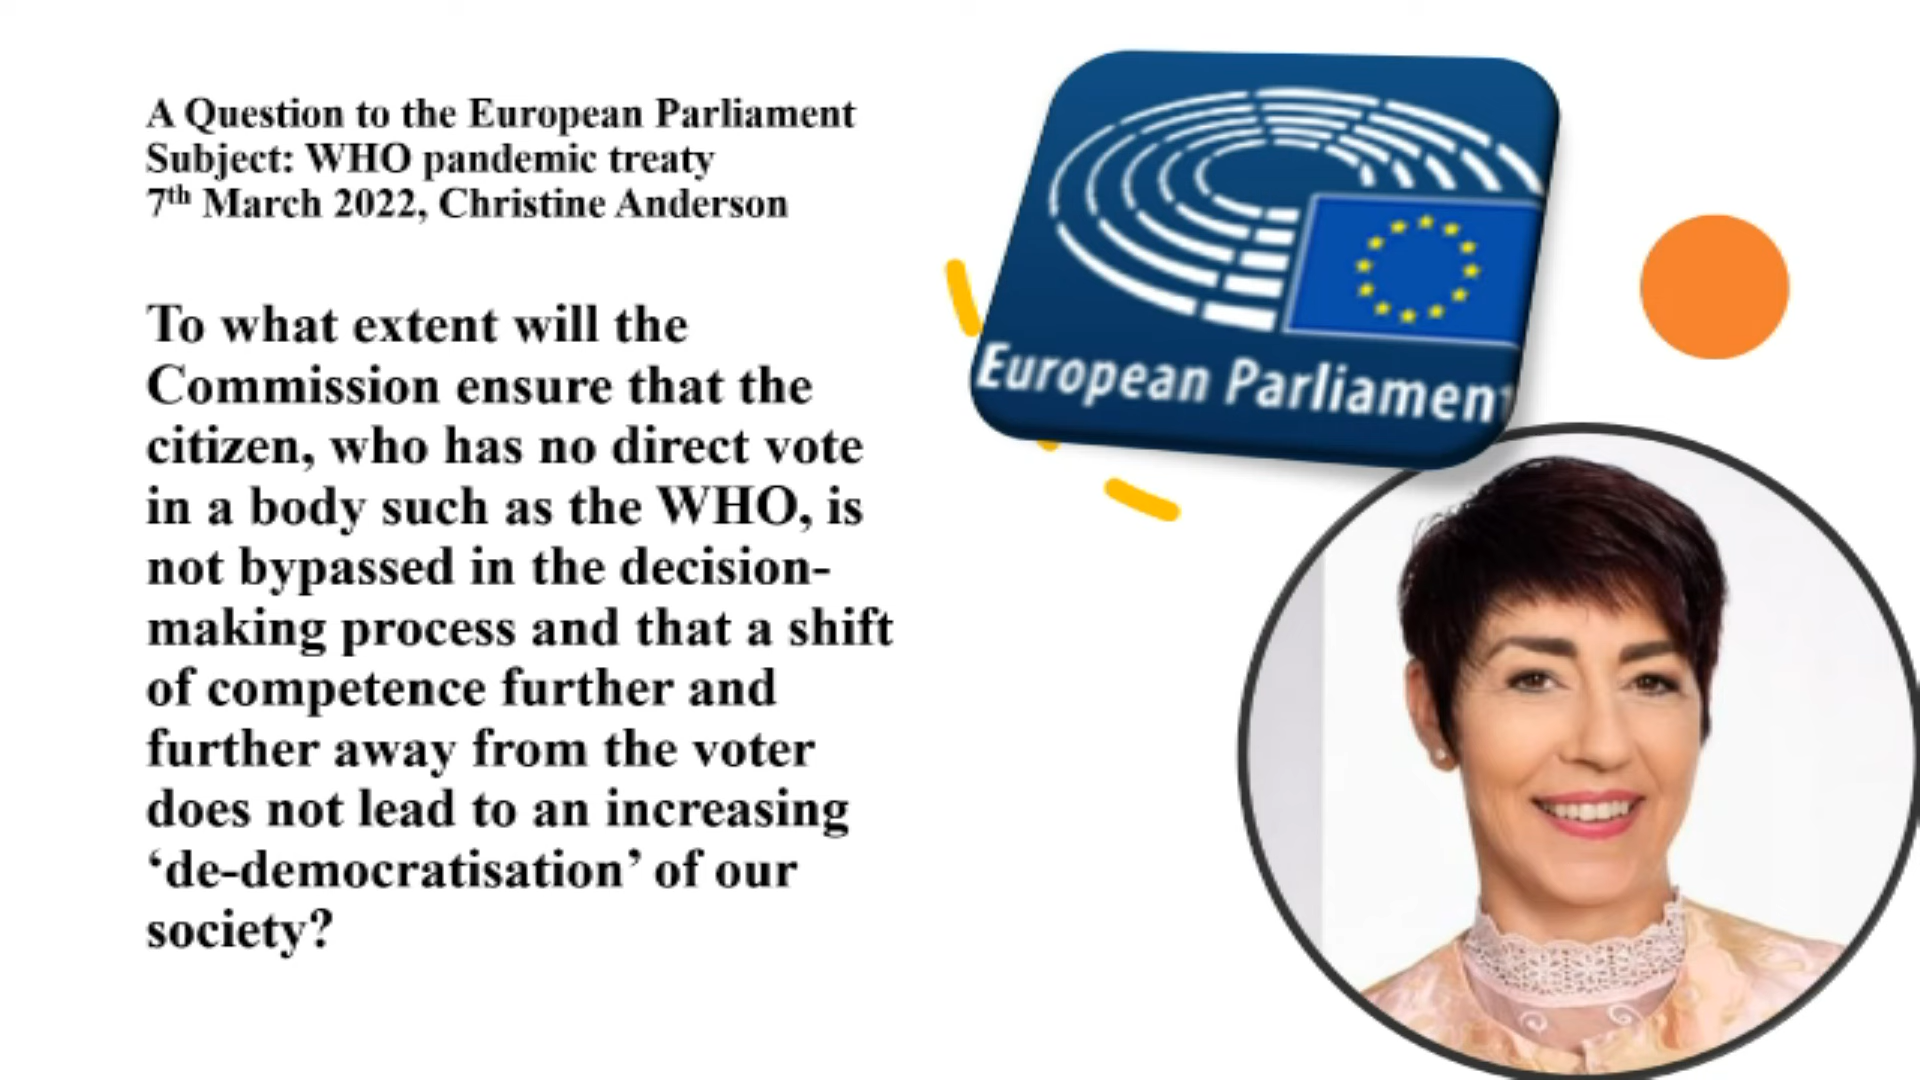 A Question to the European Parliament
Subject: WHO pandemic treaty
7th March 2022, Christine Anderson
To what extent will the
Commission ensure that the
citizen, who has no direct vote
in a body such as the WHO, is
not bypassed in the decision-
making process and that a shift
of competence further and
further away from the voter
does not lead to an increasing
‘de-democratisation’ of our
society?
European Parliament